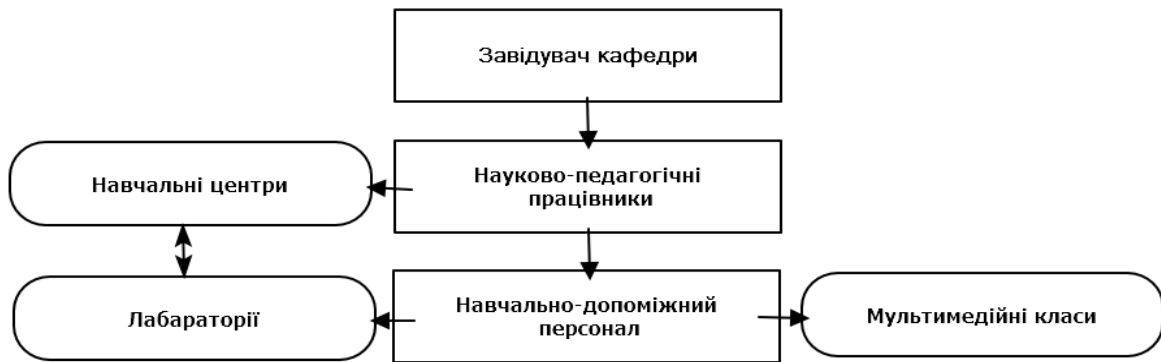 Завідувач кафедри
Навчальні центри
Науково-педагогічні
працівники
Лабараторії
Навчально-допоміжний
персонал
Мультимедійні класи